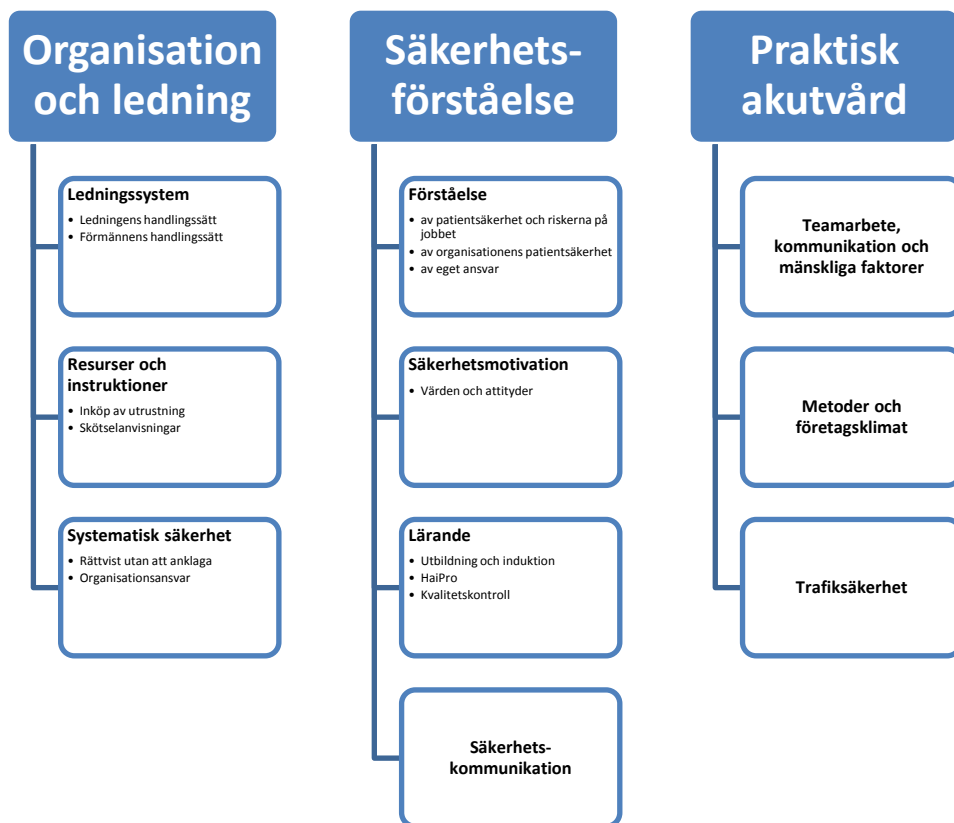 Organisation
och ledning
Ledningssystem
• Ledningens handlingssätt
• Förmännens handlingssätt
Resurser och
instruktioner
• Inköp av utrustning
• Skötselanvisningar
Systematisk säkerhet
• Rättvist utan att anklaga
• Organisationsansvar
Säkerhets-
förståelse
Förståelse
• av patientsäkerhet och riskerna på
jobbet
• av organisationens patientsäkerhet
• av eget ansvar
Säkerhetsmotivation
• Värden och attityder
Lärande
• Utbildning och induktion
• HaiPro
• Kvalitetskontroll
Säkerhets-
kommunikation
Praktisk
akutvård
Teamarbete,
kommunikation och
mänskliga faktorer
Metoder och
företagsklimat
Trafiksäkerhet